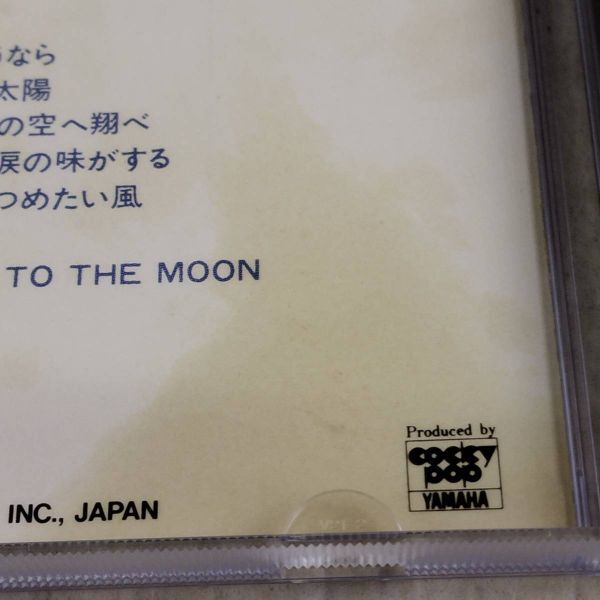 なら
太陽
の空へ翔べ
涙の味がする
つめたい風
TO THE MOON
Produced by
cocky
pop
YAMAHA
INC., JAPAN